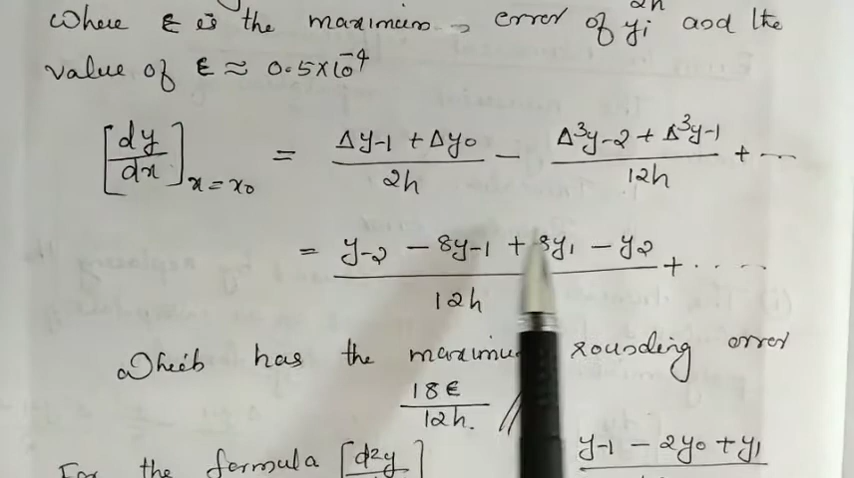 2h
where ε is the maximum error of yi and the
value of ε ≈ 0.5×10⁻⁴
[dy/dx]ₓ₌ₓ₀ = (Δy-1 + Δy0)/2h − (Δ³y-2 + Δ³y-1)/12h + ...
= (y-2 − 8y-1 + 8y1 − y2)/12h + ....
which has the maximum rounding error
18ε/12h. //
For the formula [d²y y-1 − 2y0 + y1